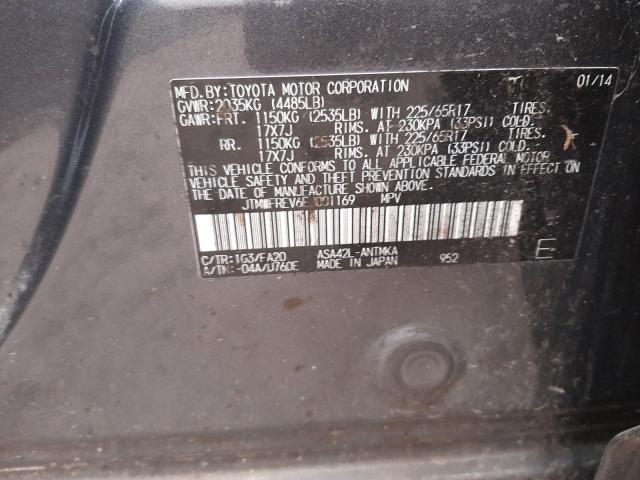 MFD. BY: TOYOTA MOTOR CORPORATION 01/14
GVWR: 2035KG (4485LB)
GAWR: FRT. 1150KG (2535LB) WITH 225/65R17 TIRES.
17X7J RIMS. AT 230KPA (33PSI) COLD.
RR. 1150KG (2535LB) WITH 225/65R17 TIRES.
17X7J RIMS. AT 230KPA (33PSI) COLD.
THIS VEHICLE CONFORMS TO ALL APPLICABLE FEDERAL MOTOR
VEHICLE SAFETY AND THEFT PREVENTION STANDARDS IN EFFECT ON
THE DATE OF MANUFACTURE SHOWN ABOVE.
MPV
C/TR: 1G3/FA20 ASA42L-ANTMKA
A/TM: -04A/U760E MADE IN JAPAN 952 E